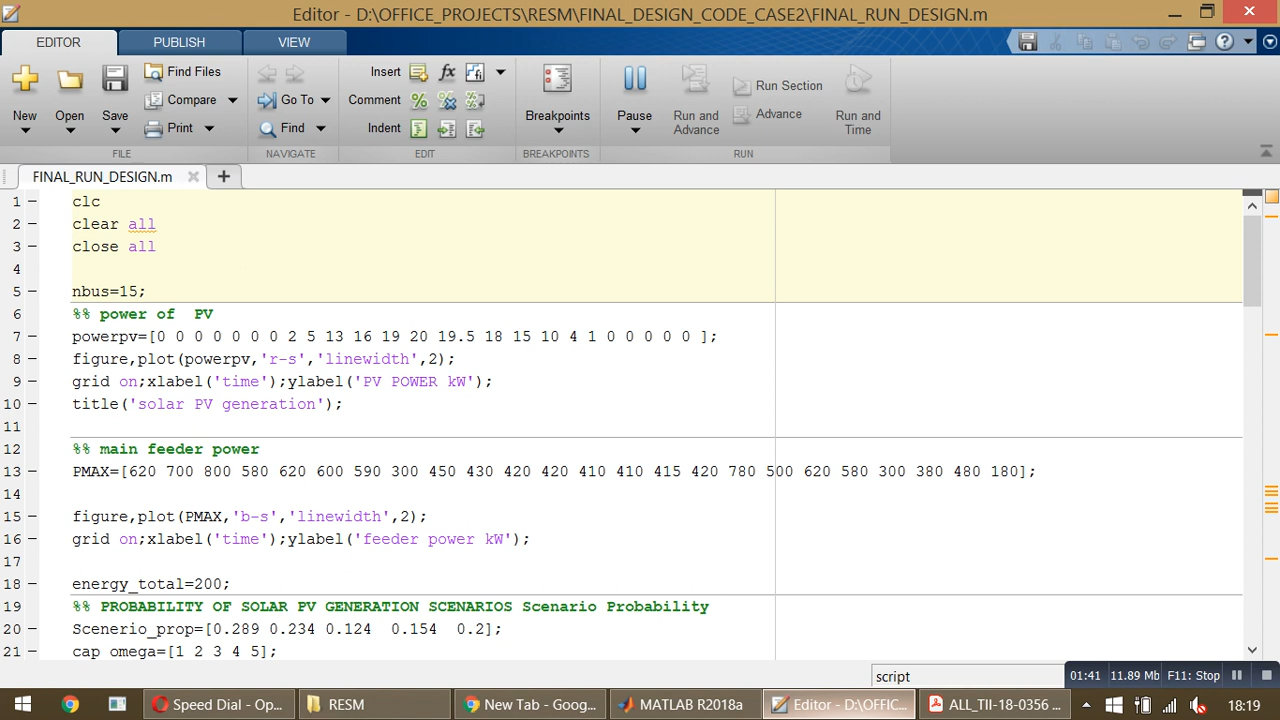 Editor - D:\OFFICE_PROJECTS\RESM\FINAL_DESIGN_CODE_CASE2\FINAL_RUN_DESIGN.m
EDITOR PUBLISH VIEW
New Open Save
Find Files
Compare
Print
FILE
Go To
Find
NAVIGATE
Insert fx
Comment
Indent
EDIT
Breakpoints
BREAKPOINTS
Pause
Run and Advance
Run Section
Advance
Run and Time
RUN
FINAL_RUN_DESIGN.m
1 clc
2 clear all
3 close all
4
5 nbus=15;
6 %% power of  PV
7 powerpv=[0 0 0 0 0 0 0 2 5 13 16 19 20 19.5 18 15 10 4 1 0 0 0 0 0 ];
8 figure,plot(powerpv,'r-s','linewidth',2);
9 grid on;xlabel('time');ylabel('PV POWER kW');
10 title('solar PV generation');
11
12 %% main feeder power
13 PMAX=[620 700 800 580 620 600 590 300 450 430 420 420 410 410 415 420 780 500 620 580 300 380 480 180];
14
15 figure,plot(PMAX,'b-s','linewidth',2);
16 grid on;xlabel('time');ylabel('feeder power kW');
17
18 energy_total=200;
19 %% PROBABILITY OF SOLAR PV GENERATION SCENARIOS Scenario Probability
20 Scenerio_prop=[0.289 0.234 0.124  0.154  0.2];
21 cap_omega=[1 2 3 4 5];
script
01:41 11.89 Mb F11: Stop
Speed Dial - Op...
RESM
New Tab - Goog...
MATLAB R2018a
Editor - D:\OFFIC...
ALL_TII-18-0356 ...
18:19